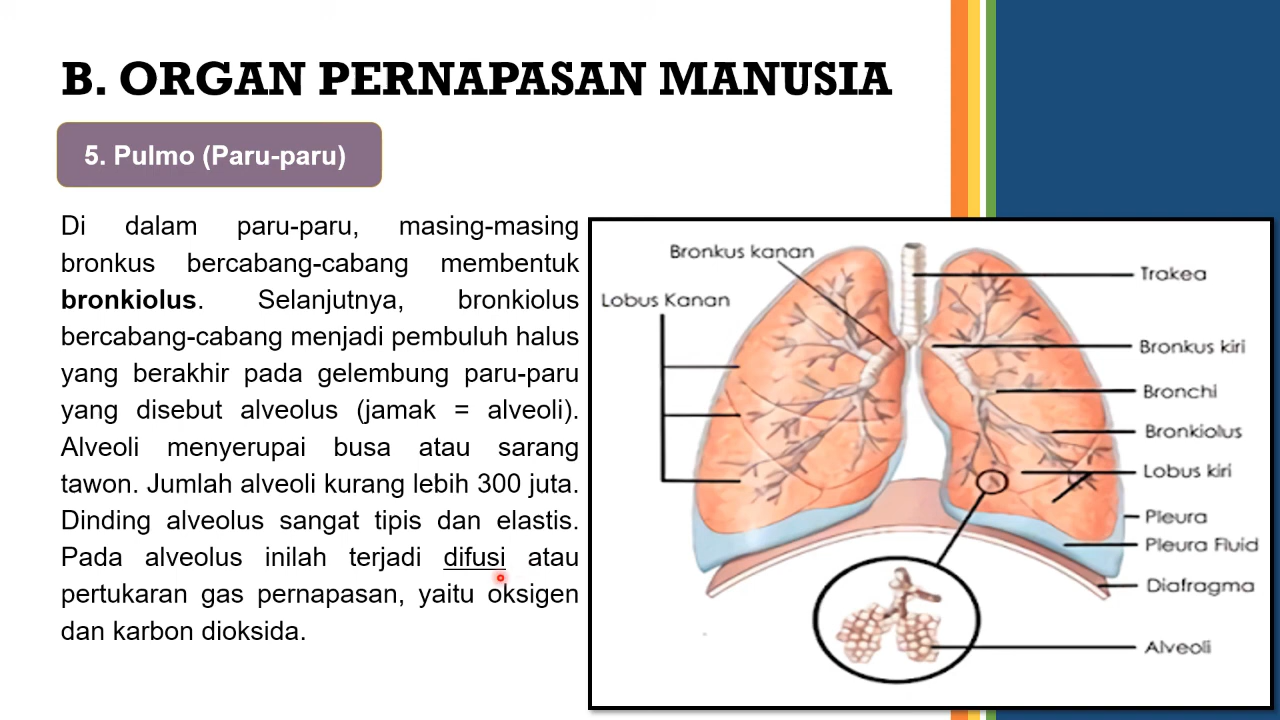 B. ORGAN PERNAPASAN MANUSIA
5. Pulmo (Paru-paru)
Di dalam paru-paru, masing-masing
bronkus bercabang-cabang membentuk
bronkiolus. Selanjutnya, bronkiolus
bercabang-cabang menjadi pembuluh halus
yang berakhir pada gelembung paru-paru
yang disebut alveolus (jamak = alveoli).
Alveoli menyerupai busa atau sarang
tawon. Jumlah alveoli kurang lebih 300 juta.
Dinding alveolus sangat tipis dan elastis.
Pada alveolus inilah terjadi difusi atau
pertukaran gas pernapasan, yaitu oksigen
dan karbon dioksida.
Bronkus kanan
Lobus Kanan
Trakea
Bronkus kiri
Bronchi
Bronkiolus
Lobus kiri
Pleura
Pleura Fluid
Diafragma
Alveoli